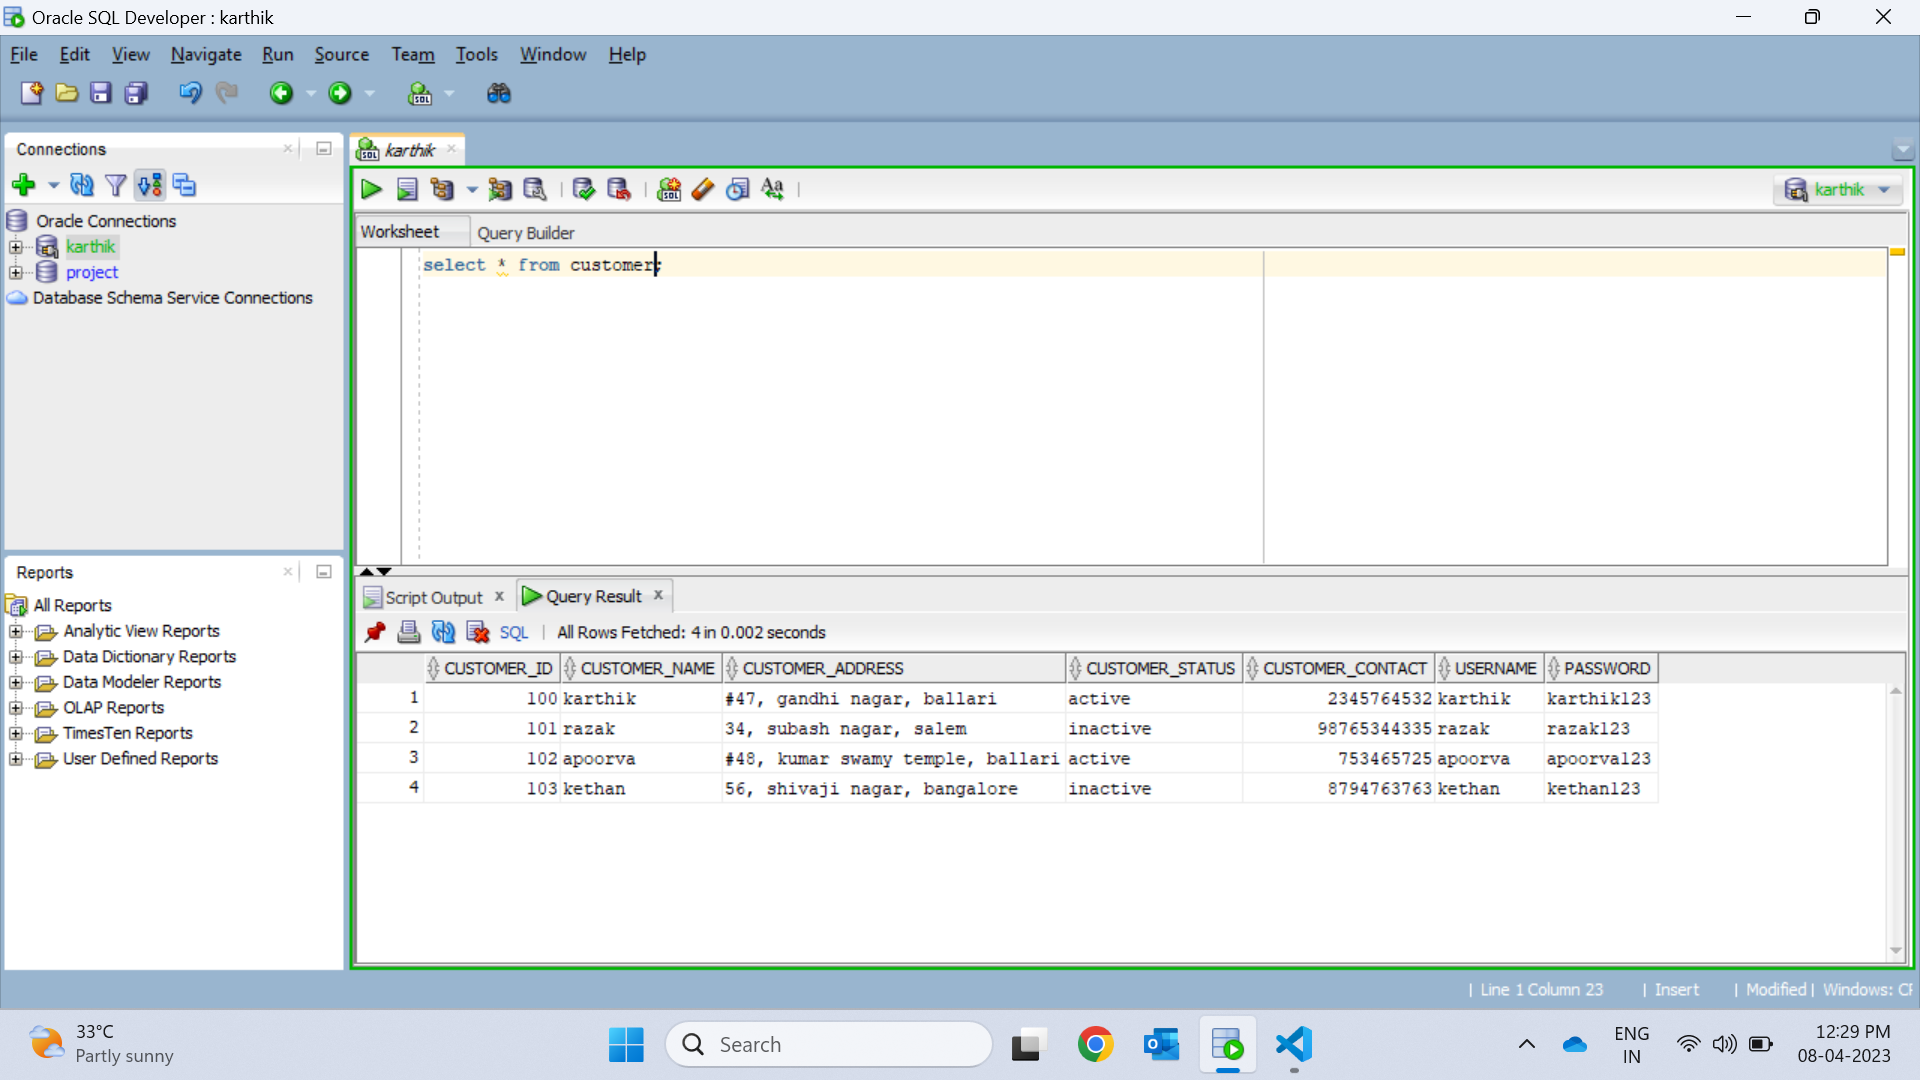 Oracle SQL Developer : karthik
File Edit View Navigate Run Source Team Tools Window Help
Connections
Oracle Connections
karthik
project
Database Schema Service Connections
Reports
All Reports
Analytic View Reports
Data Dictionary Reports
Data Modeler Reports
OLAP Reports
TimesTen Reports
User Defined Reports
karthik
karthik
Worksheet Query Builder
select * from customer;
Script Output Query Result
SQL | All Rows Fetched: 4 in 0.002 seconds
CUSTOMER_ID CUSTOMER_NAME CUSTOMER_ADDRESS CUSTOMER_STATUS CUSTOMER_CONTACT USERNAME PASSWORD
1 100 karthik #47, gandhi nagar, ballari active 2345764532 karthik karthik123
2 101 razak 34, subash nagar, salem inactive 98765344335 razak razak123
3 102 apoorva #48, kumar swamy temple, ballari active 753465725 apoorva apoorva123
4 103 kethan 56, shivaji nagar, bangalore inactive 8794763763 kethan kethan123
| Line 1 Column 23 | Insert | Modified | Windows: CF
33°C
Partly sunny
Search
ENG
IN
12:29 PM
08-04-2023